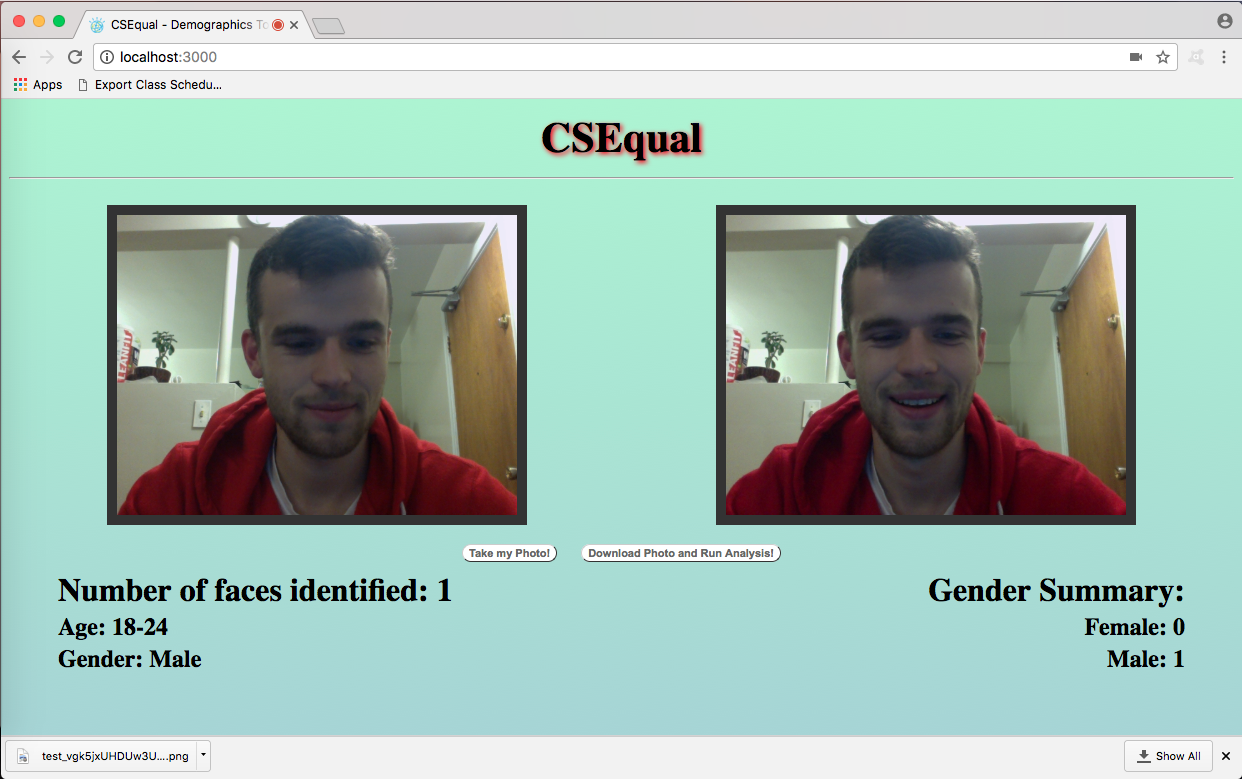 CSEqual - Demographics To
localhost:3000
Apps
Export Class Schedu...
CSEqual
LEANFIT
LEANFIT
Take my Photo!
Download Photo and Run Analysis!
Number of faces identified: 1
Age: 18-24
Gender: Male
Gender Summary:
Female: 0
Male: 1
test_vgk5jxUHDUw3U....png
Show All